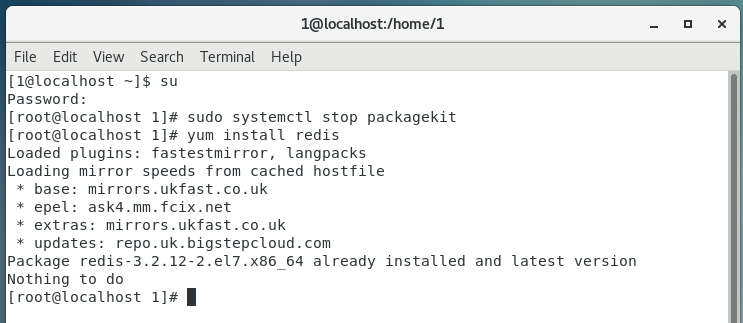 1@localhost:/home/1
File Edit View Search Terminal Help
[1@localhost ~]$ su
Password:
[root@localhost 1]# sudo systemctl stop packagekit
[root@localhost 1]# yum install redis
Loaded plugins: fastestmirror, langpacks
Loading mirror speeds from cached hostfile
 * base: mirrors.ukfast.co.uk
 * epel: ask4.mm.fcix.net
 * extras: mirrors.ukfast.co.uk
 * updates: repo.uk.bigstepcloud.com
Package redis-3.2.12-2.el7.x86_64 already installed and latest version
Nothing to do
[root@localhost 1]#